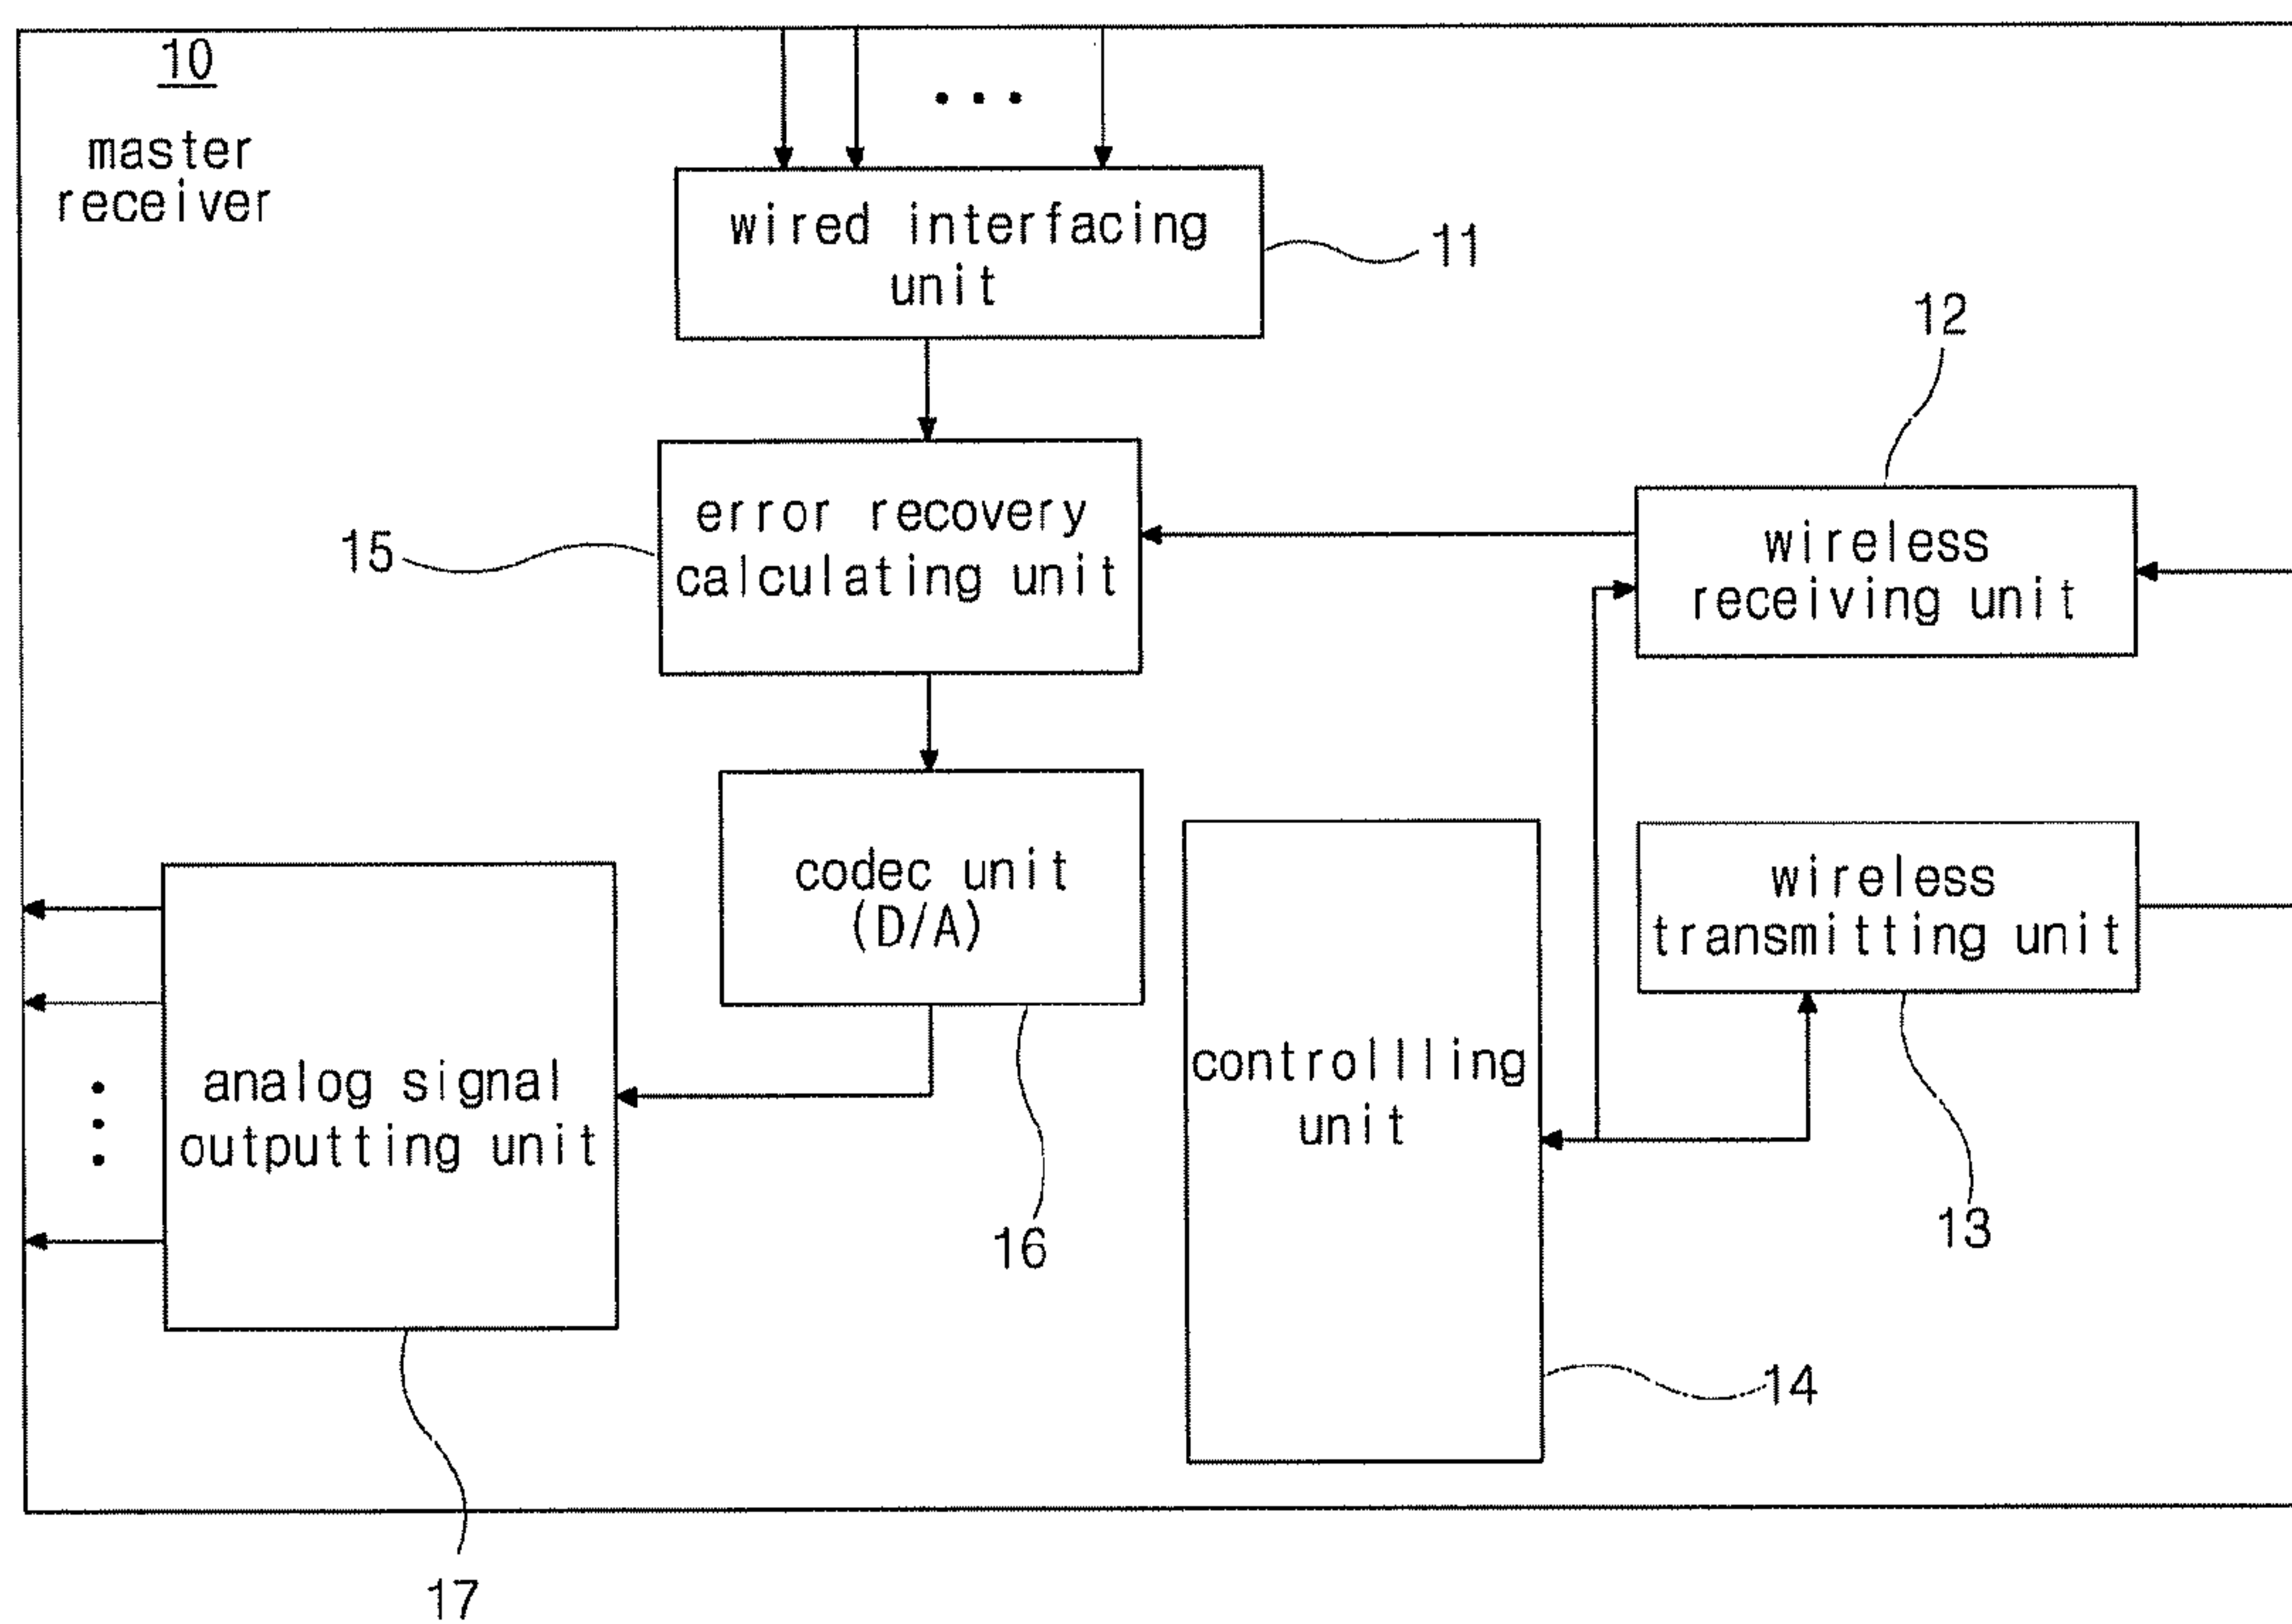 10
master
receiver
wired interfacing
unit
11
12
error recovery
calculating unit
15
wireless
receiving unit
codec unit
(D/A)
wireless
transmitting unit
controllling
unit
analog signal
outputting unit
16
13
14
17